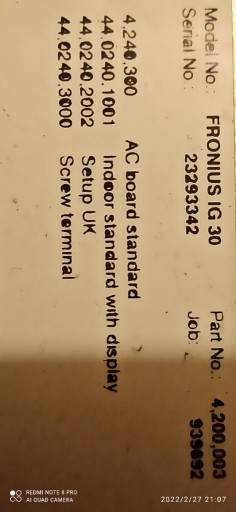 Model No.: FRONIUS IG 30 Part No.: 4,200,003
Serial No: 23293342 Job: 939692
4.240.300 AC board standard
44.0240.1001 Indoor standard with display
44.0240.2002 Setup UK
44.0240.3000 Screw terminal
REDMI NOTE 8 PRO
AI QUAD CAMERA
2022/2/27 21:07